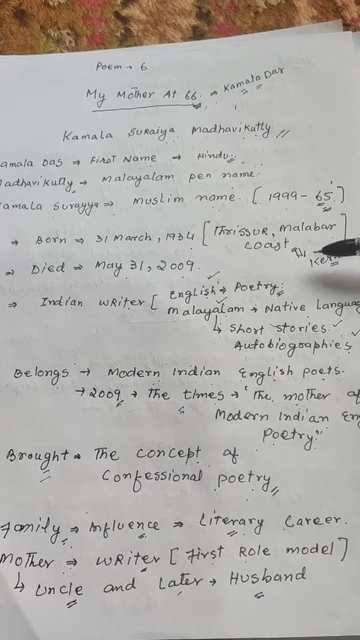 Poem → 6.
My Mother At 66. → Kamala Das
Kamala Suraiya Madhavikutty //
amala Das → First Name → Hindu.
adhavikutty → Malayalam pen name.
amala Surayya → Muslim name. [1999 - 65]
→ Born → 31 March, 1934 [Thrissur, Malabar
coast
→ Died → May 31, 2009.
⇒ Indian writer [English → Poetry.
Malayalam → Native Languag
↳ Short stories.
Autobiographies
Belongs → Modern Indian English poets.
→ 2009, → The times → "The mother of
Modern Indian En
Poetry".
Brought → The concept of
Confessional poetry //
Family → Influence ⇒ Literary Career.
Mother ⇒ Writer [First Role model]
↳ Uncle and Later → Husband